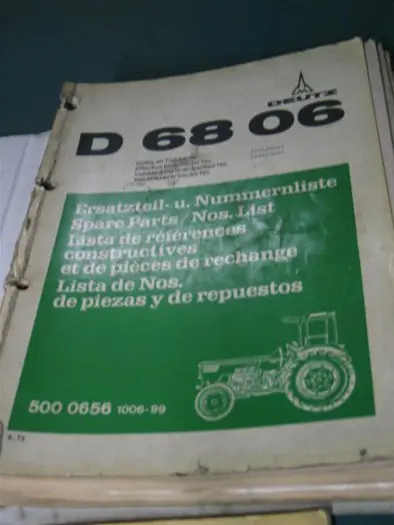 DEUTZ
D 68 06
Ersatzteil- u. Nummernliste
Spare Parts / Nos. List
Lista de références
constructives
et de pièces de rechange
Lista de Nos.
de piezas y de repuestos
500 0656 1006-99